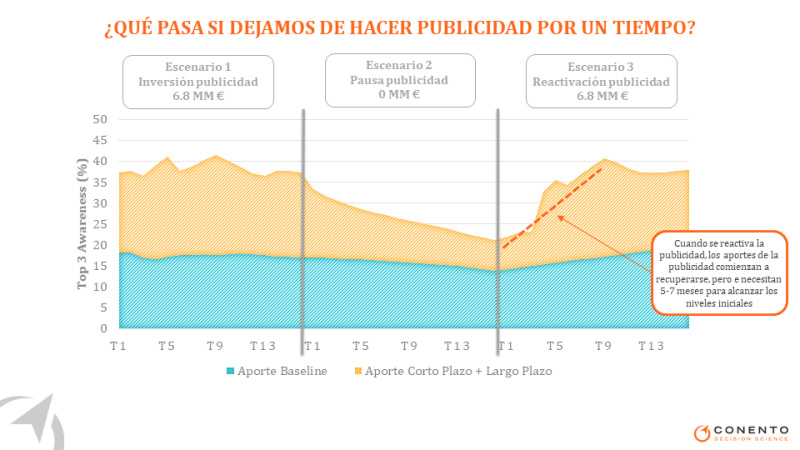 ¿QUÉ PASA SI DEJAMOS DE HACER PUBLICIDAD POR UN TIEMPO?
Escenario 1
Inversión publicidad
6.8 MM €
Escenario 2
Pausa publicidad
0 MM €
Escenario 3
Reactivación publicidad
6.8 MM €
Top 3 Awareness (%)
50
45
40
35
30
25
20
15
10
5
0
T1 T5 T9 T13 T1 T5 T9 T13 T1 T5 T9 T13
Cuando se reactiva la
publicidad, los aportes de la
publicidad comienzan a
recuperarse, pero e necesitan
5-7 meses para alcanzar los
niveles iniciales
Aporte Baseline
Aporte Corto Plazo + Largo Plazo
CONENTO
DECISION SCIENCE